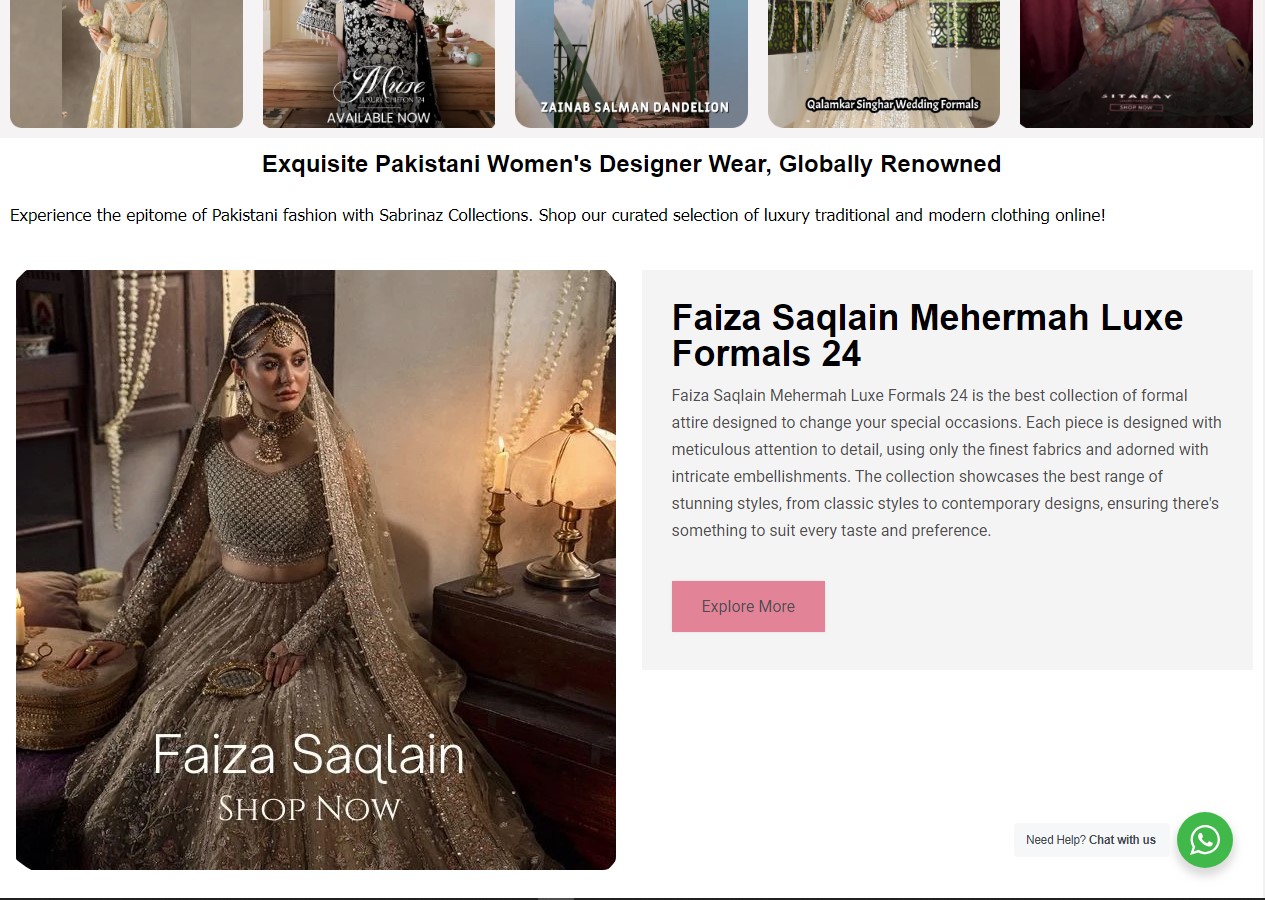 Muse
LUXURY CHIFFON '24
AVAILABLE NOW
ZAINAB SALMAN DANDELION
Qalamkar Singhar Wedding Formals
SITARAY
SHOP NOW
Exquisite Pakistani Women's Designer Wear, Globally Renowned
Experience the epitome of Pakistani fashion with Sabrinaz Collections. Shop our curated selection of luxury traditional and modern clothing online!
Faiza Saqlain
SHOP NOW
Faiza Saqlain Mehermah Luxe
Formals 24
Faiza Saqlain Mehermah Luxe Formals 24 is the best collection of formal
attire designed to change your special occasions. Each piece is designed with
meticulous attention to detail, using only the finest fabrics and adorned with
intricate embellishments. The collection showcases the best range of
stunning styles, from classic styles to contemporary designs, ensuring there's
something to suit every taste and preference.
Explore More
Need Help? Chat with us